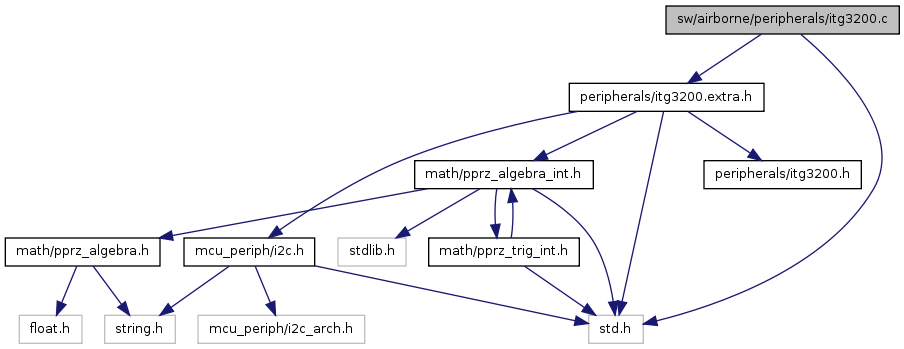 sw/airborne/peripherals/itg3200.c
peripherals/itg3200.extra.h
math/pprz_algebra_int.h
peripherals/itg3200.h
math/pprz_algebra.h
mcu_periph/i2c.h
stdlib.h
math/pprz_trig_int.h
float.h
string.h
mcu_periph/i2c_arch.h
std.h